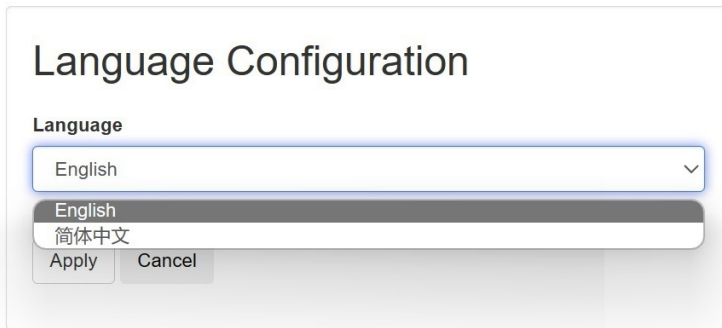 Language Configuration
Language
English
English
简体中文
Apply Cancel